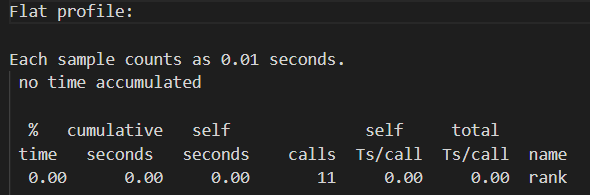 Flat profile:
Each sample counts as 0.01 seconds.
no time accumulated
% cumulative self self total
time seconds seconds calls Ts/call Ts/call name
0.00 0.00 0.00 11 0.00 0.00 rank